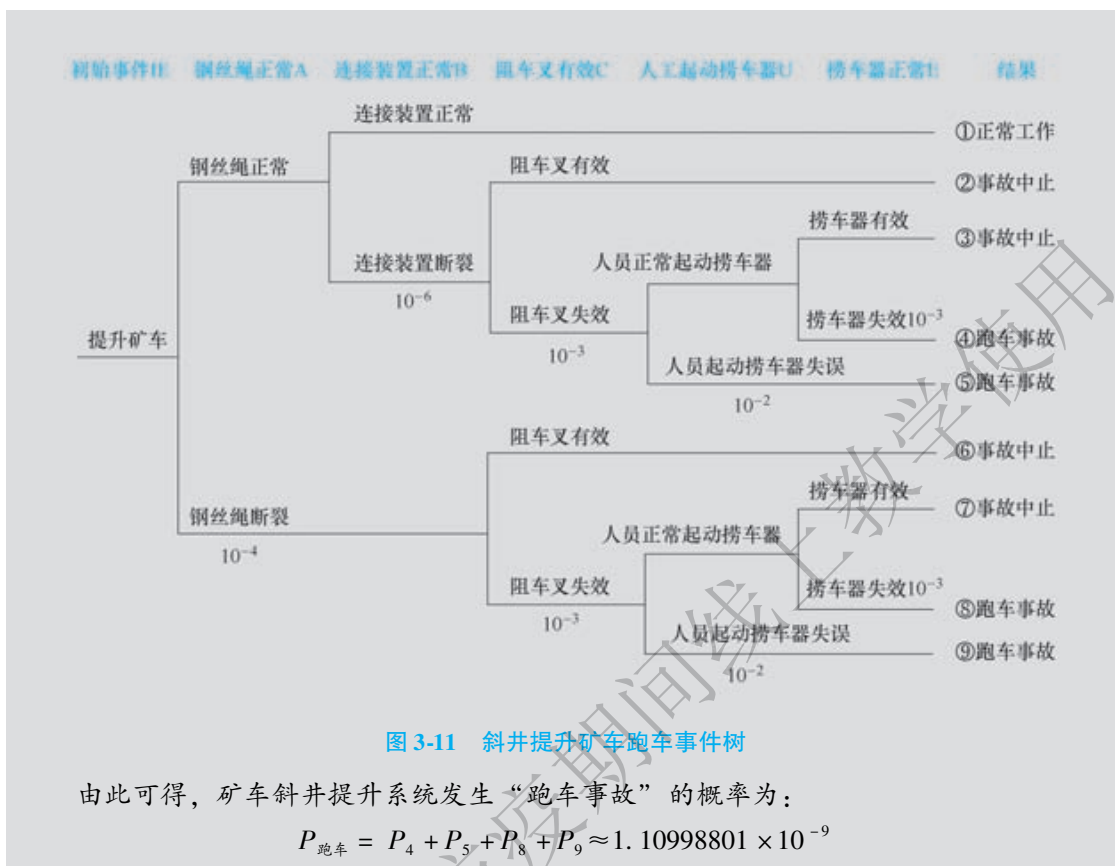 初始事件IE 钢丝绳正常A 连接装置正常B 阻车叉有效C 人工起动捞车器U 捞车器正常E 结果
连接装置正常
①正常工作
钢丝绳正常
阻车叉有效
②事故中止
捞车器有效
③事故中止
连接装置断裂
10⁻⁶
人员正常起动捞车器
阻车叉失效
10⁻³
捞车器失效10⁻³
④跑车事故
提升矿车
人员起动捞车器失误
10⁻²
⑤跑车事故
阻车叉有效
⑥事故中止
捞车器有效
⑦事故中止
钢丝绳断裂
10⁻⁴
人员正常起动捞车器
阻车叉失效
10⁻³
捞车器失效10⁻³
⑧跑车事故
人员起动捞车器失误
10⁻²
⑨跑车事故
图 3-11 斜井提升矿车跑车事件树
由此可得，矿车斜井提升系统发生“跑车事故”的概率为：
P跑车 = P₄ + P₅ + P₈ + P₉ ≈ 1. 10998801 × 10⁻⁹
疫期间线上教学使用